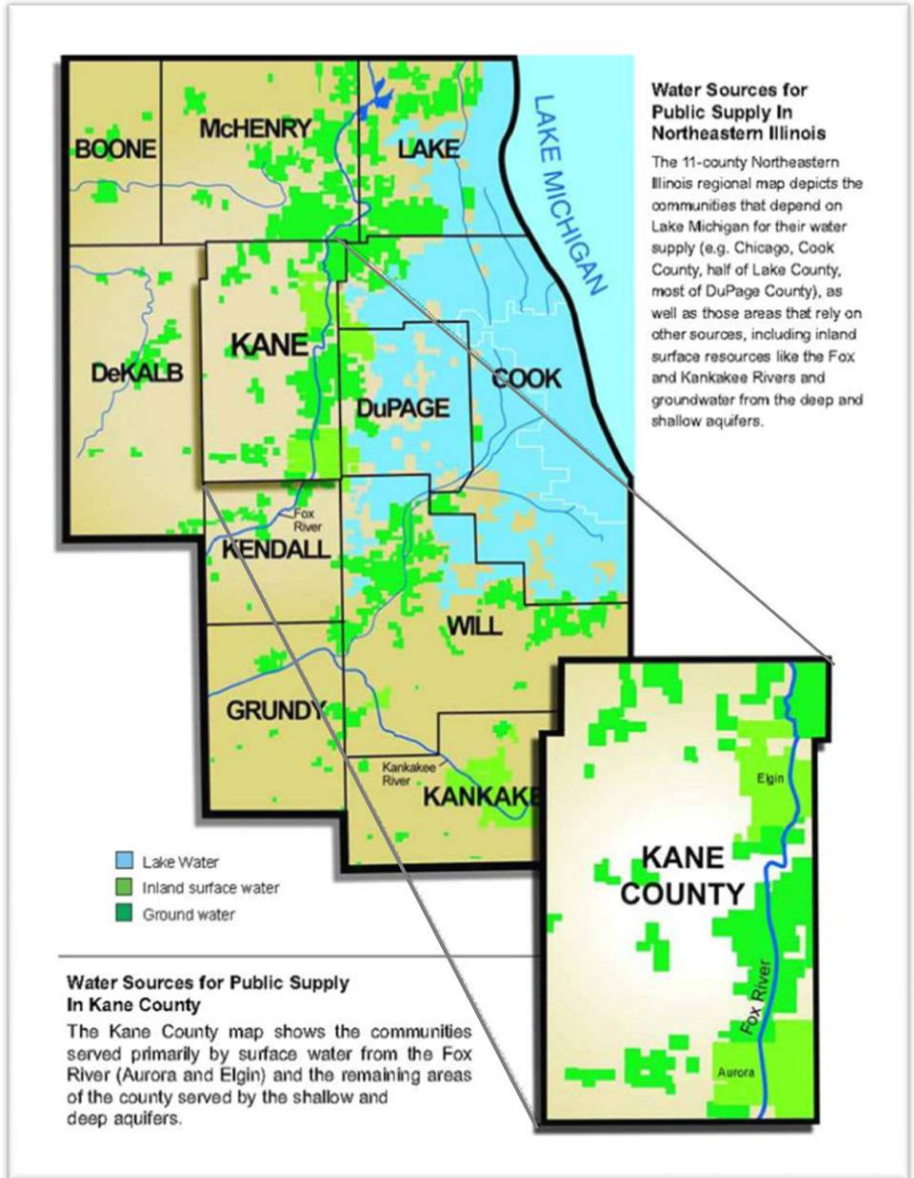 Water Sources for
Public Supply In
Northeastern Illinois
The 11-county Northeastern
Illinois regional map depicts the
communities that depend on
Lake Michigan for their water
supply (e.g. Chicago, Cook
County, half of Lake County,
most of DuPage County), as
well as those areas that rely on
other sources, including inland
surface resources like the Fox
and Kankakee Rivers and
groundwater from the deep and
shallow aquifers.
BOONE
McHENRY
LAKE
LAKE MICHIGAN
DeKALB
KANE
DuPAGE
COOK
Fox
River
KENDALL
WILL
GRUNDY
Kankakee
River
KANKAKE
Lake Water
Inland surface water
Ground water
Elgin
KANE
COUNTY
Fox River
Aurora
Water Sources for Public Supply
In Kane County
The Kane County map shows the communities
served primarily by surface water from the Fox
River (Aurora and Elgin) and the remaining areas
of the county served by the shallow and
deep aquifers.